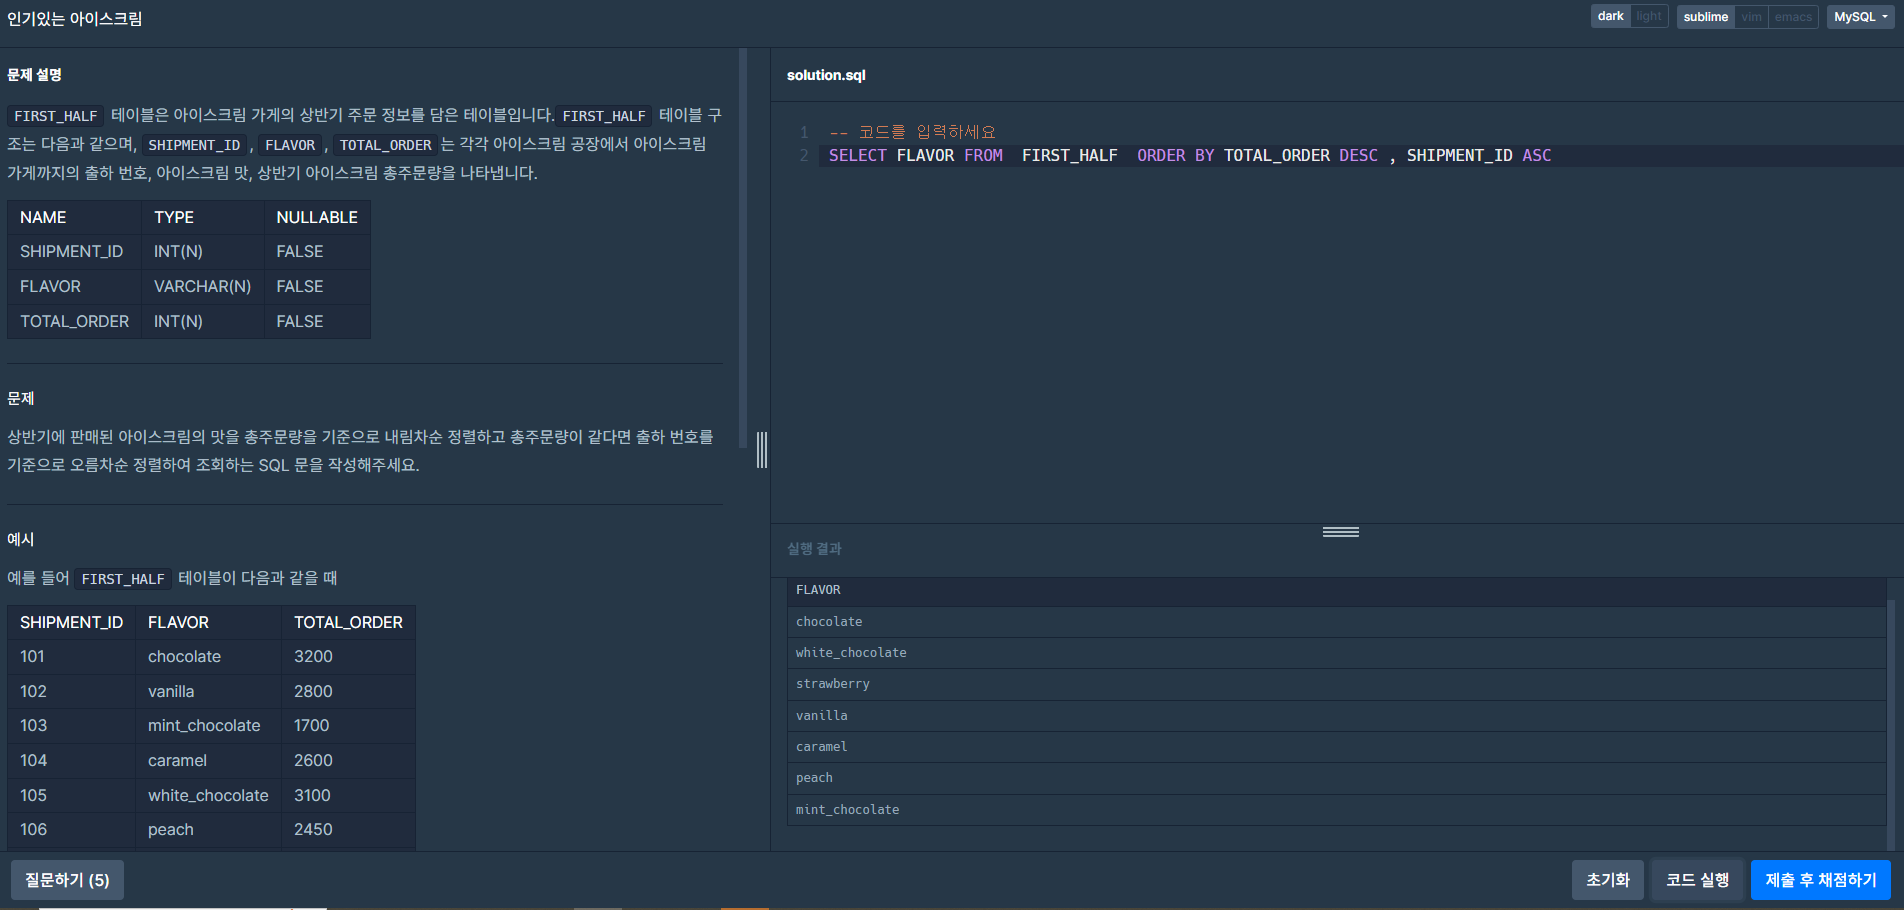 인기있는 아이스크림
dark light sublime vim emacs MySQL
문제 설명
FIRST_HALF 테이블은 아이스크림 가게의 상반기 주문 정보를 담은 테이블입니다. FIRST_HALF 테이블 구
조는 다음과 같으며, SHIPMENT_ID, FLAVOR, TOTAL_ORDER 는 각각 아이스크림 공장에서 아이스크림
가게까지의 출하 번호, 아이스크림 맛, 상반기 아이스크림 총주문량을 나타냅니다.
NAME TYPE NULLABLE
SHIPMENT_ID INT(N) FALSE
FLAVOR VARCHAR(N) FALSE
TOTAL_ORDER INT(N) FALSE
문제
상반기에 판매된 아이스크림의 맛을 총주문량을 기준으로 내림차순 정렬하고 총주문량이 같다면 출하 번호를
기준으로 오름차순 정렬하여 조회하는 SQL 문을 작성해주세요.
예시
예를 들어 FIRST_HALF 테이블이 다음과 같을 때
SHIPMENT_ID FLAVOR TOTAL_ORDER
101 chocolate 3200
102 vanilla 2800
103 mint_chocolate 1700
104 caramel 2600
105 white_chocolate 3100
106 peach 2450
solution.sql
1 -- 코드를 입력하세요
2 SELECT FLAVOR FROM  FIRST_HALF  ORDER BY TOTAL_ORDER DESC , SHIPMENT_ID ASC
실행 결과
FLAVOR
chocolate
white_chocolate
strawberry
vanilla
caramel
peach
mint_chocolate
질문하기 (5)
초기화 코드 실행 제출 후 채점하기